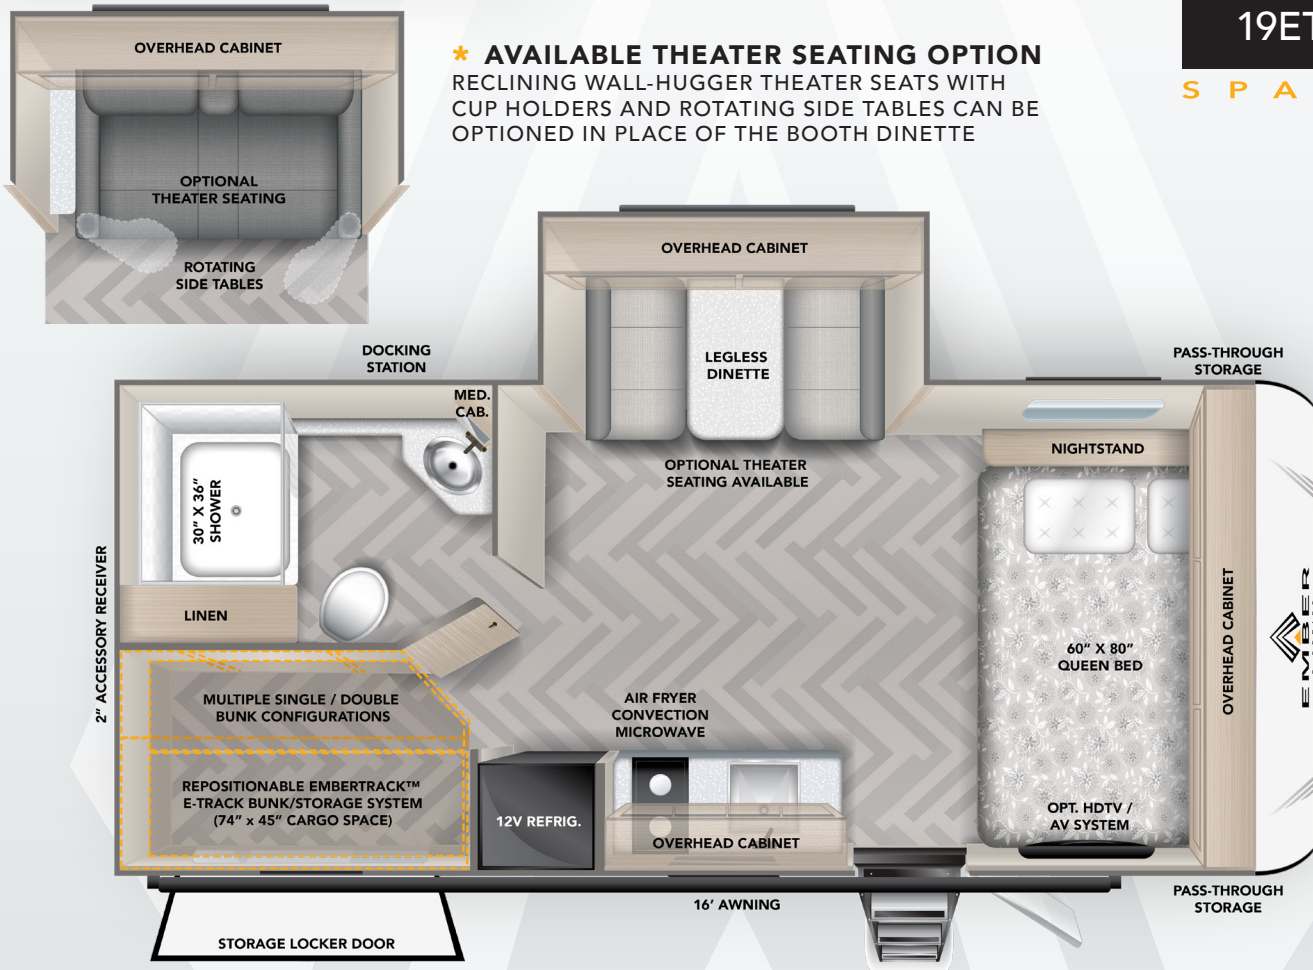 OVERHEAD CABINET
OPTIONAL
THEATER SEATING
ROTATING
SIDE TABLES
* AVAILABLE THEATER SEATING OPTION
RECLINING WALL-HUGGER THEATER SEATS WITH
CUP HOLDERS AND ROTATING SIDE TABLES CAN BE
OPTIONED IN PLACE OF THE BOOTH DINETTE
19ET
SPA
OVERHEAD CABINET
LEGLESS
DINETTE
OPTIONAL THEATER
SEATING AVAILABLE
DOCKING
STATION
MED.
CAB.
PASS-THROUGH
STORAGE
NIGHTSTAND
30" X 36"
SHOWER
LINEN
2" ACCESSORY RECEIVER
MULTIPLE SINGLE / DOUBLE
BUNK CONFIGURATIONS
REPOSITIONABLE EMBERTRACK™
E-TRACK BUNK/STORAGE SYSTEM
(74" x 45" CARGO SPACE)
AIR FRYER
CONVECTION
MICROWAVE
12V REFRIG.
OVERHEAD CABINET
60" X 80"
QUEEN BED
OVERHEAD CABINET
EMBER
OPT. HDTV /
AV SYSTEM
16' AWNING
PASS-THROUGH
STORAGE
STORAGE LOCKER DOOR